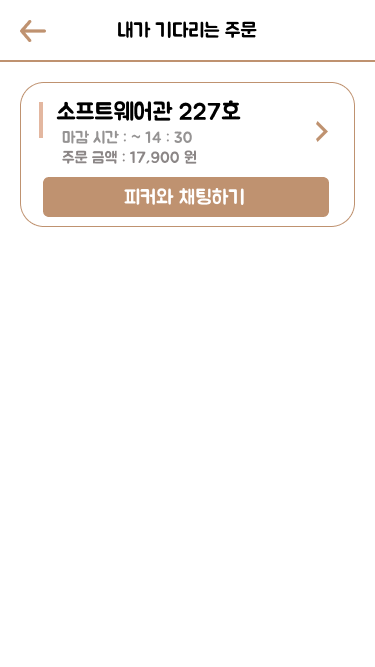 내가 기다리는 주문
소프트웨어관 227호
마감 시간 : ~ 14 : 30
주문 금액 : 17,900 원
피커와 채팅하기